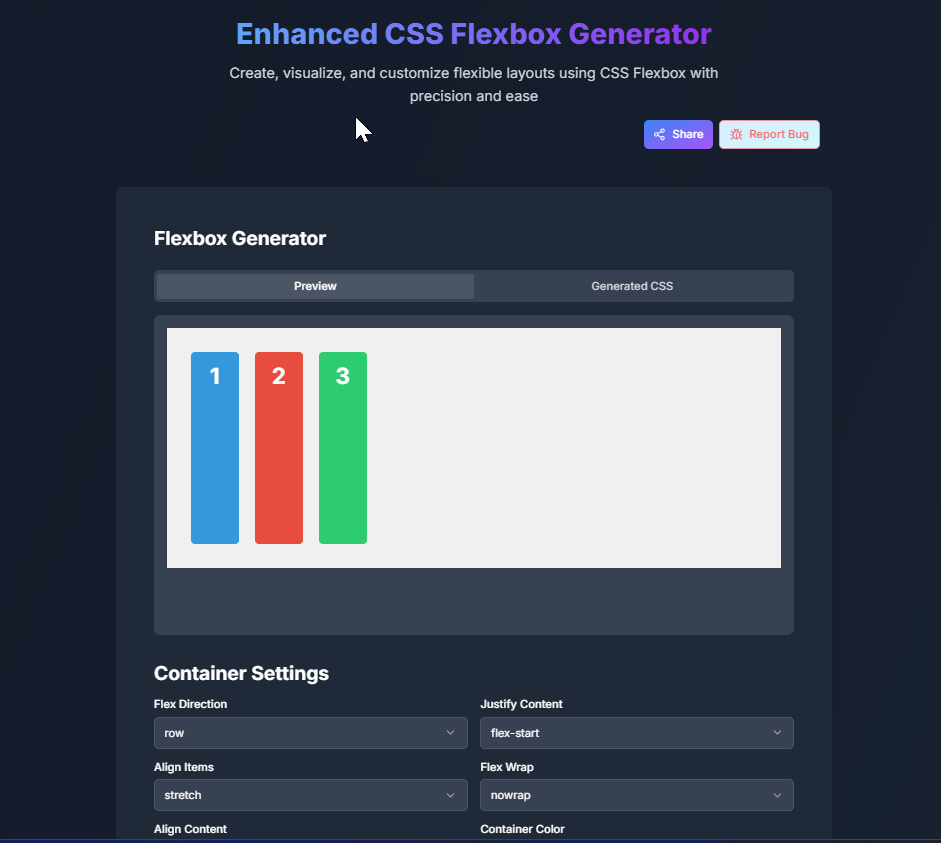 Enhanced CSS Flexbox Generator
Create, visualize, and customize flexible layouts using CSS Flexbox with
precision and ease
Share
Report Bug
Flexbox Generator
Preview
Generated CSS
1
2
3
Container Settings
Flex Direction
Justify Content
row
flex-start
Align Items
Flex Wrap
stretch
nowrap
Align Content
Container Color